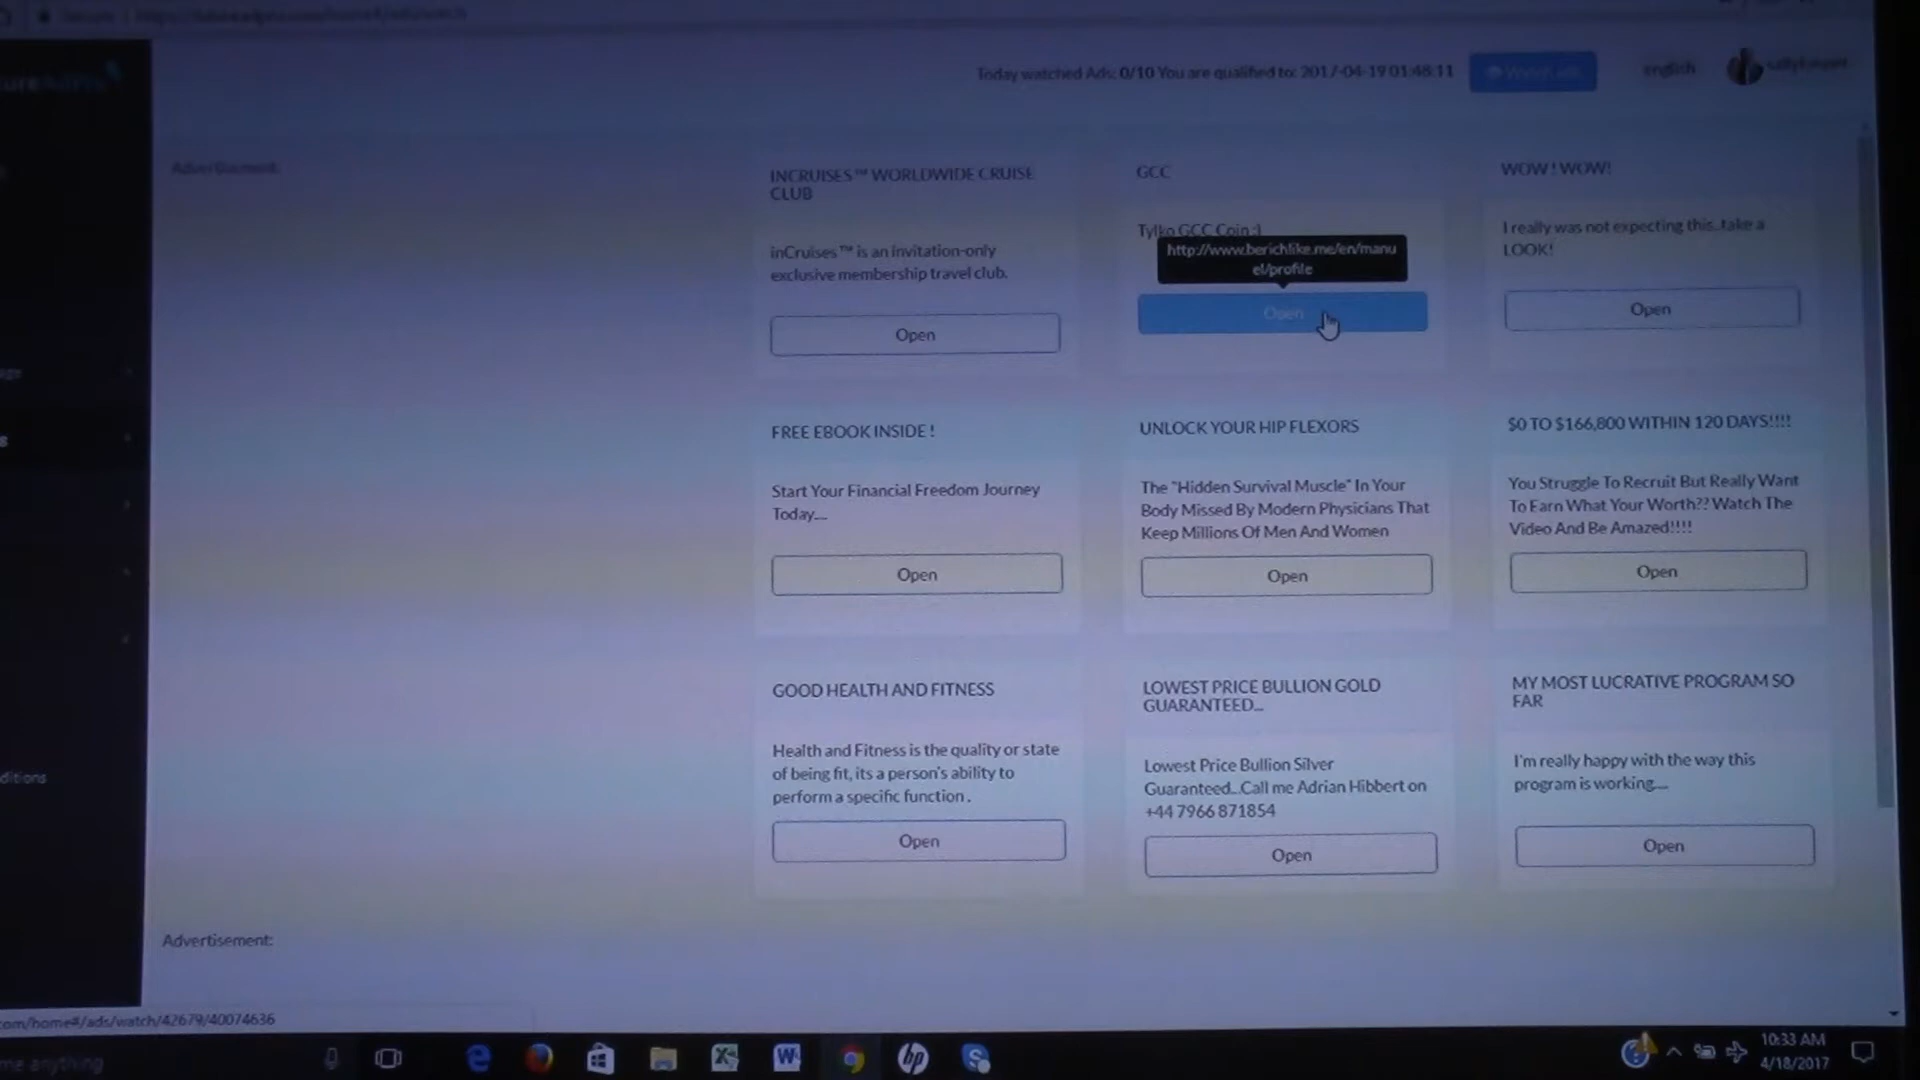 Today watched Ads: 0/10 You are qualified to: 2017-04-19 01:48:11
english
Advertisement:
INCRUISES™ WORLDWIDE CRUISE
CLUB
inCruises™ is an invitation-only
exclusive membership travel club.
Open
GCC
Tylko GCC Coin :)
http://www.berichlike.me/en/manu
el/profile
Open
WOW! WOW!
I really was not expecting this..take a
LOOK!
Open
FREE EBOOK INSIDE !
Start Your Financial Freedom Journey
Today....
Open
UNLOCK YOUR HIP FLEXORS
The "Hidden Survival Muscle" In Your
Body Missed By Modern Physicians That
Keep Millions Of Men And Women
Open
$0 TO $166,800 WITHIN 120 DAYS!!!!
You Struggle To Recruit But Really Want
To Earn What Your Worth?? Watch The
Video And Be Amazed!!!!
Open
GOOD HEALTH AND FITNESS
Health and Fitness is the quality or state
of being fit, its a person's ability to
perform a specific function .
Open
LOWEST PRICE BULLION GOLD
GUARANTEED...
Lowest Price Bullion Silver
Guaranteed...Call me Adrian Hibbert on
+44 7966 871854
Open
MY MOST LUCRATIVE PROGRAM SO
FAR
I'm really happy with the way this
program is working....
Open
ditions
Advertisement:
com/home#/ads/watch/42679/40074636
me anything
10:33 AM
4/18/2017